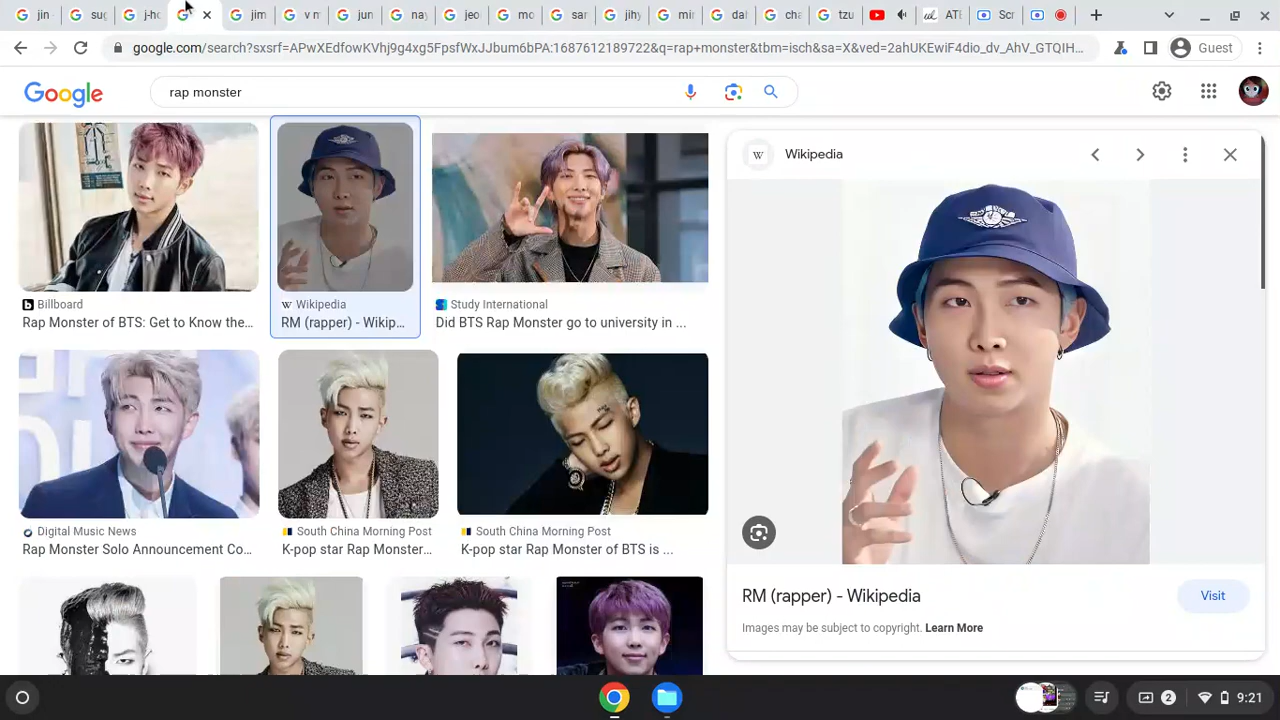 jin
sug
j-ho
jim
v m
jun
nay
jeo
mo
sar
jihy
mir
dah
cha
tzu
ATE
Scr
google.com/search?sxsrf=APwXEdfowKVhj9g4xg5FpsfWxJJbum6bPA:1687612189722&q=rap+monster&tbm=isch&sa=X&ved=2ahUKEwiF4dio_dv_AhV_GTQIH...
Guest
Google
rap monster
W Wikipedia
Billboard
Rap Monster of BTS: Get to Know the...
W Wikipedia
RM (rapper) - Wikip...
Study International
Did BTS Rap Monster go to university in ...
Digital Music News
Rap Monster Solo Announcement Co...
South China Morning Post
K-pop star Rap Monster...
South China Morning Post
K-pop star Rap Monster of BTS is ...
RM (rapper) - Wikipedia
Visit
Images may be subject to copyright. Learn More
2
9:21